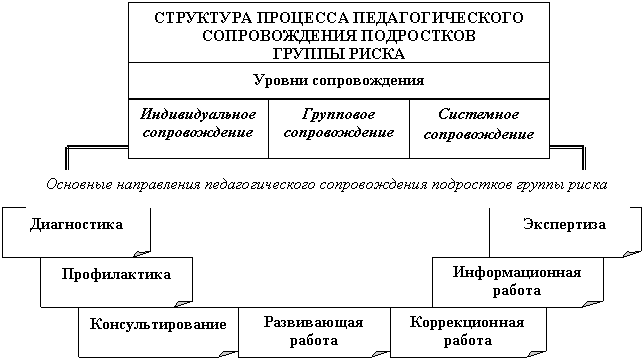 СТРУКТУРА ПРОЦЕССА ПЕДАГОГИЧЕСКОГО
СОПРОВОЖДЕНИЯ ПОДРОСТКОВ
ГРУППЫ РИСКА
Уровни сопровождения
Индивидуальное
сопровождение
Групповое
сопровождение
Системное
сопровождение
Основные направления педагогического сопровождения подростков группы риска
Диагностика
Экспертиза
Профилактика
Информационная
работа
Консультирование
Развивающая
работа
Коррекционная
работа